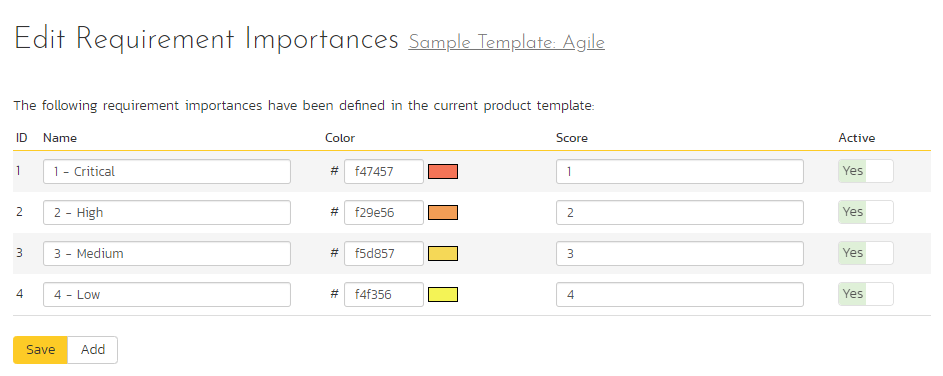 Edit Requirement Importances Sample Template: Agile
The following requirement importances have been defined in the current product template:
ID Name Color Score Active
1 1 - Critical # f47457 1 Yes
2 2 - High # f29e56 2 Yes
3 3 - Medium # f5d857 3 Yes
4 4 - Low # f4f356 4 Yes
Save Add